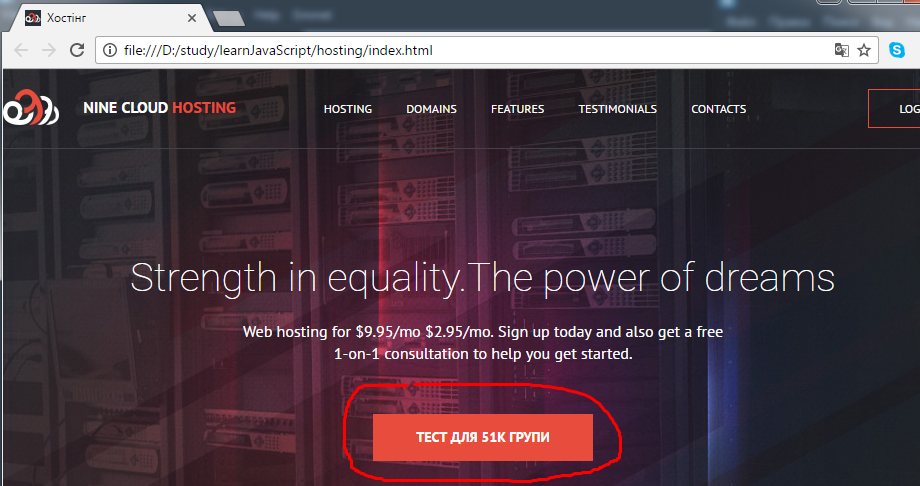 Хостінг
file:///D:/study/learnJavaScript/hosting/index.html
NINE CLOUD HOSTING
HOSTING DOMAINS FEATURES TESTIMONIALS CONTACTS
LOG
Strength in equality.The power of dreams
Web hosting for $9.95/mo $2.95/mo. Sign up today and also get a free
1-on-1 consultation to help you get started.
ТЕСТ ДЛЯ 51К ГРУПИ